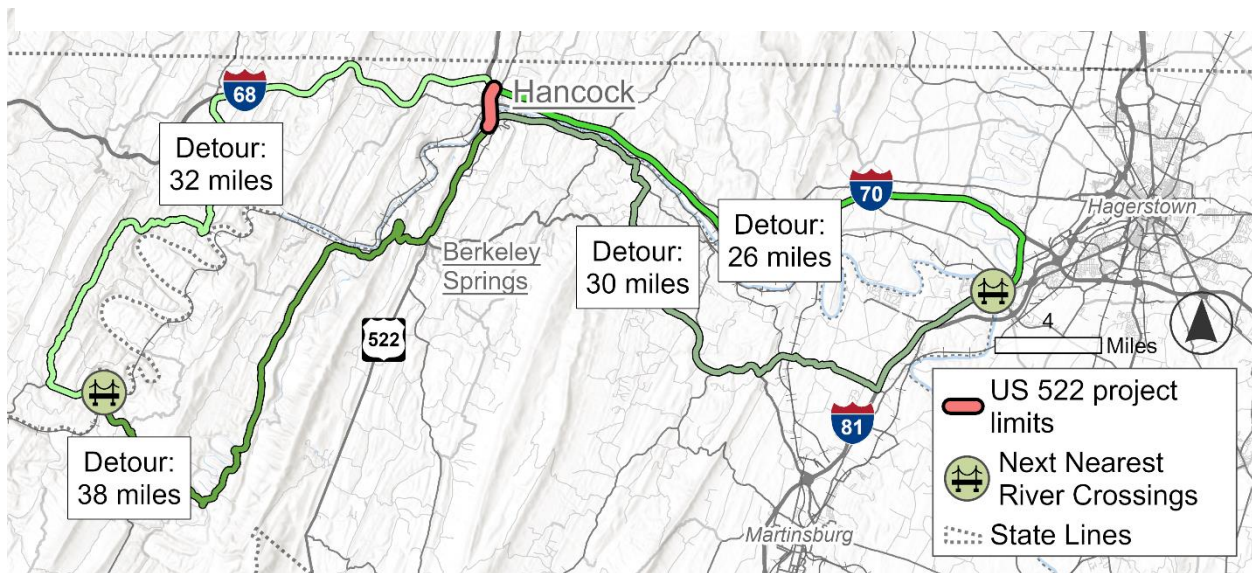 68
Hancock
Detour:
32 miles
70
Hagerstown
Detour:
26 miles
Berkeley
Springs
Detour:
30 miles
522
4
Miles
US 522 project
limits
81
Next Nearest
River Crossings
Detour:
38 miles
State Lines
Martinsburg